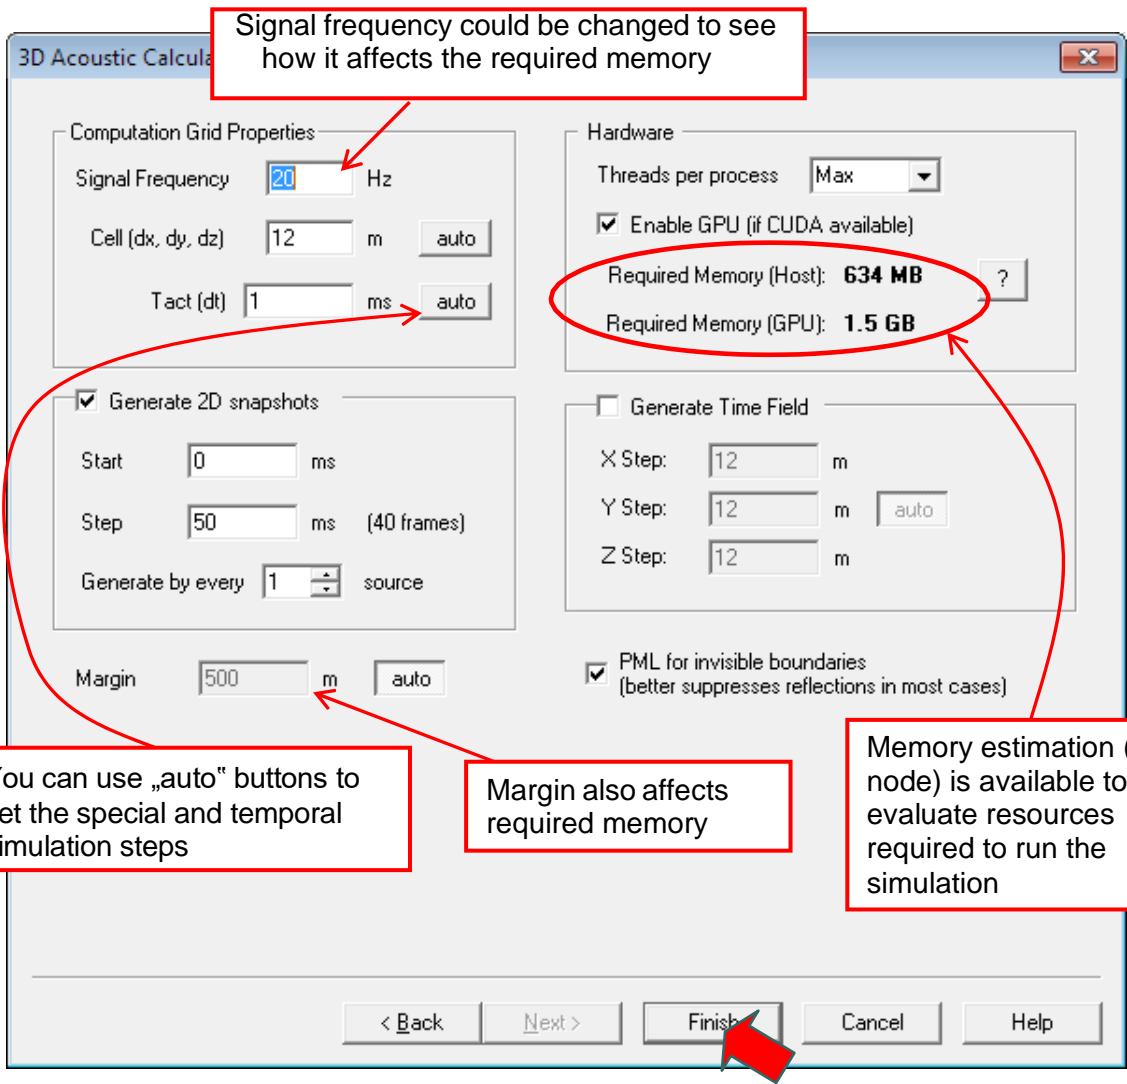 Signal frequency could be changed to see
how it affects the required memory
3D Acoustic Calcula
Computation Grid Properties
Signal Frequency 20 Hz
Cell (dx, dy, dz) 12 m auto
Tact (dt) 1 ms auto
Hardware
Threads per process Max
Enable GPU (if CUDA available)
Required Memory (Host): 634 MB ?
Required Memory (GPU): 1.5 GB
Generate 2D snapshots
Start 0 ms
Step 50 ms (40 frames)
Generate by every 1 source
Generate Time Field
X Step: 12 m
Y Step: 12 m auto
Z Step: 12 m
Margin 500 m auto
PML for invisible boundaries
(better suppresses reflections in most cases)
You can use „auto‟ buttons to
et the special and temporal
imulation steps
Margin also affects
required memory
Memory estimation (
node) is available to
evaluate resources
required to run the
simulation
< Back Next > Finish Cancel Help